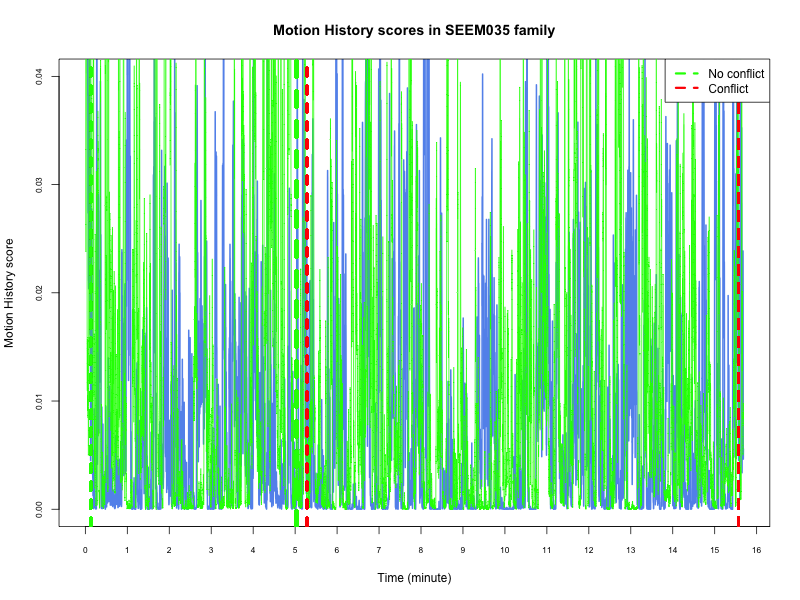 Motion History scores in SEEM035 family
No conflict
Conflict
Motion History score
0.04
0.03
0.02
0.01
0.00
0 1 2 3 4 5 6 7 8 9 10 11 12 13 14 15 16
Time (minute)